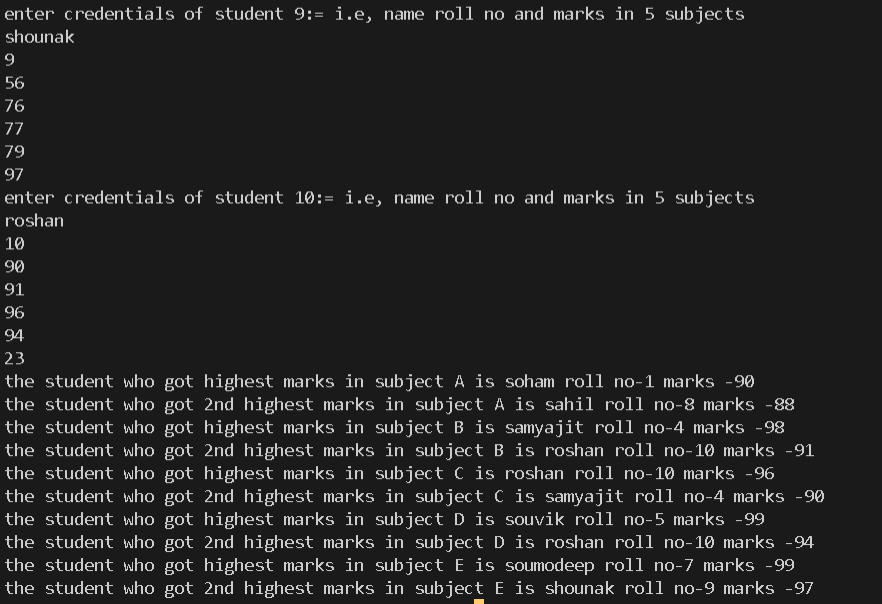 enter credentials of student 9:= i.e, name roll no and marks in 5 subjects
shounak
9
56
76
77
79
97
enter credentials of student 10:= i.e, name roll no and marks in 5 subjects
roshan
10
90
91
96
94
23
the student who got highest marks in subject A is soham roll no-1 marks -90
the student who got 2nd highest marks in subject A is sahil roll no-8 marks -88
the student who got highest marks in subject B is samyajit roll no-4 marks -98
the student who got 2nd highest marks in subject B is roshan roll no-10 marks -91
the student who got highest marks in subject C is roshan roll no-10 marks -96
the student who got 2nd highest marks in subject C is samyajit roll no-4 marks -90
the student who got highest marks in subject D is souvik roll no-5 marks -99
the student who got 2nd highest marks in subject D is roshan roll no-10 marks -94
the student who got highest marks in subject E is soumodeep roll no-7 marks -99
the student who got 2nd highest marks in subject E is shounak roll no-9 marks -97